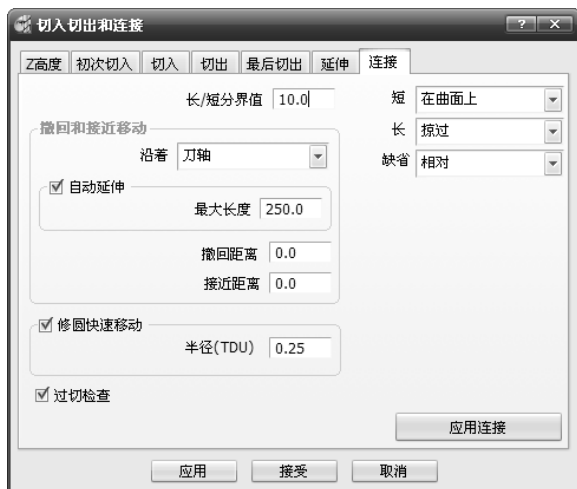 切入切出和连接
Z高度 初次切入 切入 切出 最后切出 延伸 连接
长/短分界值 10.0
撤回和接近移动
沿着 刀轴
自动延伸
最大长度 250.0
撤回距离 0.0
接近距离 0.0
修圆快速移动
半径(TDU) 0.25
过切检查
短 在曲面上
长 掠过
缺省 相对
应用连接
应用 接受 取消